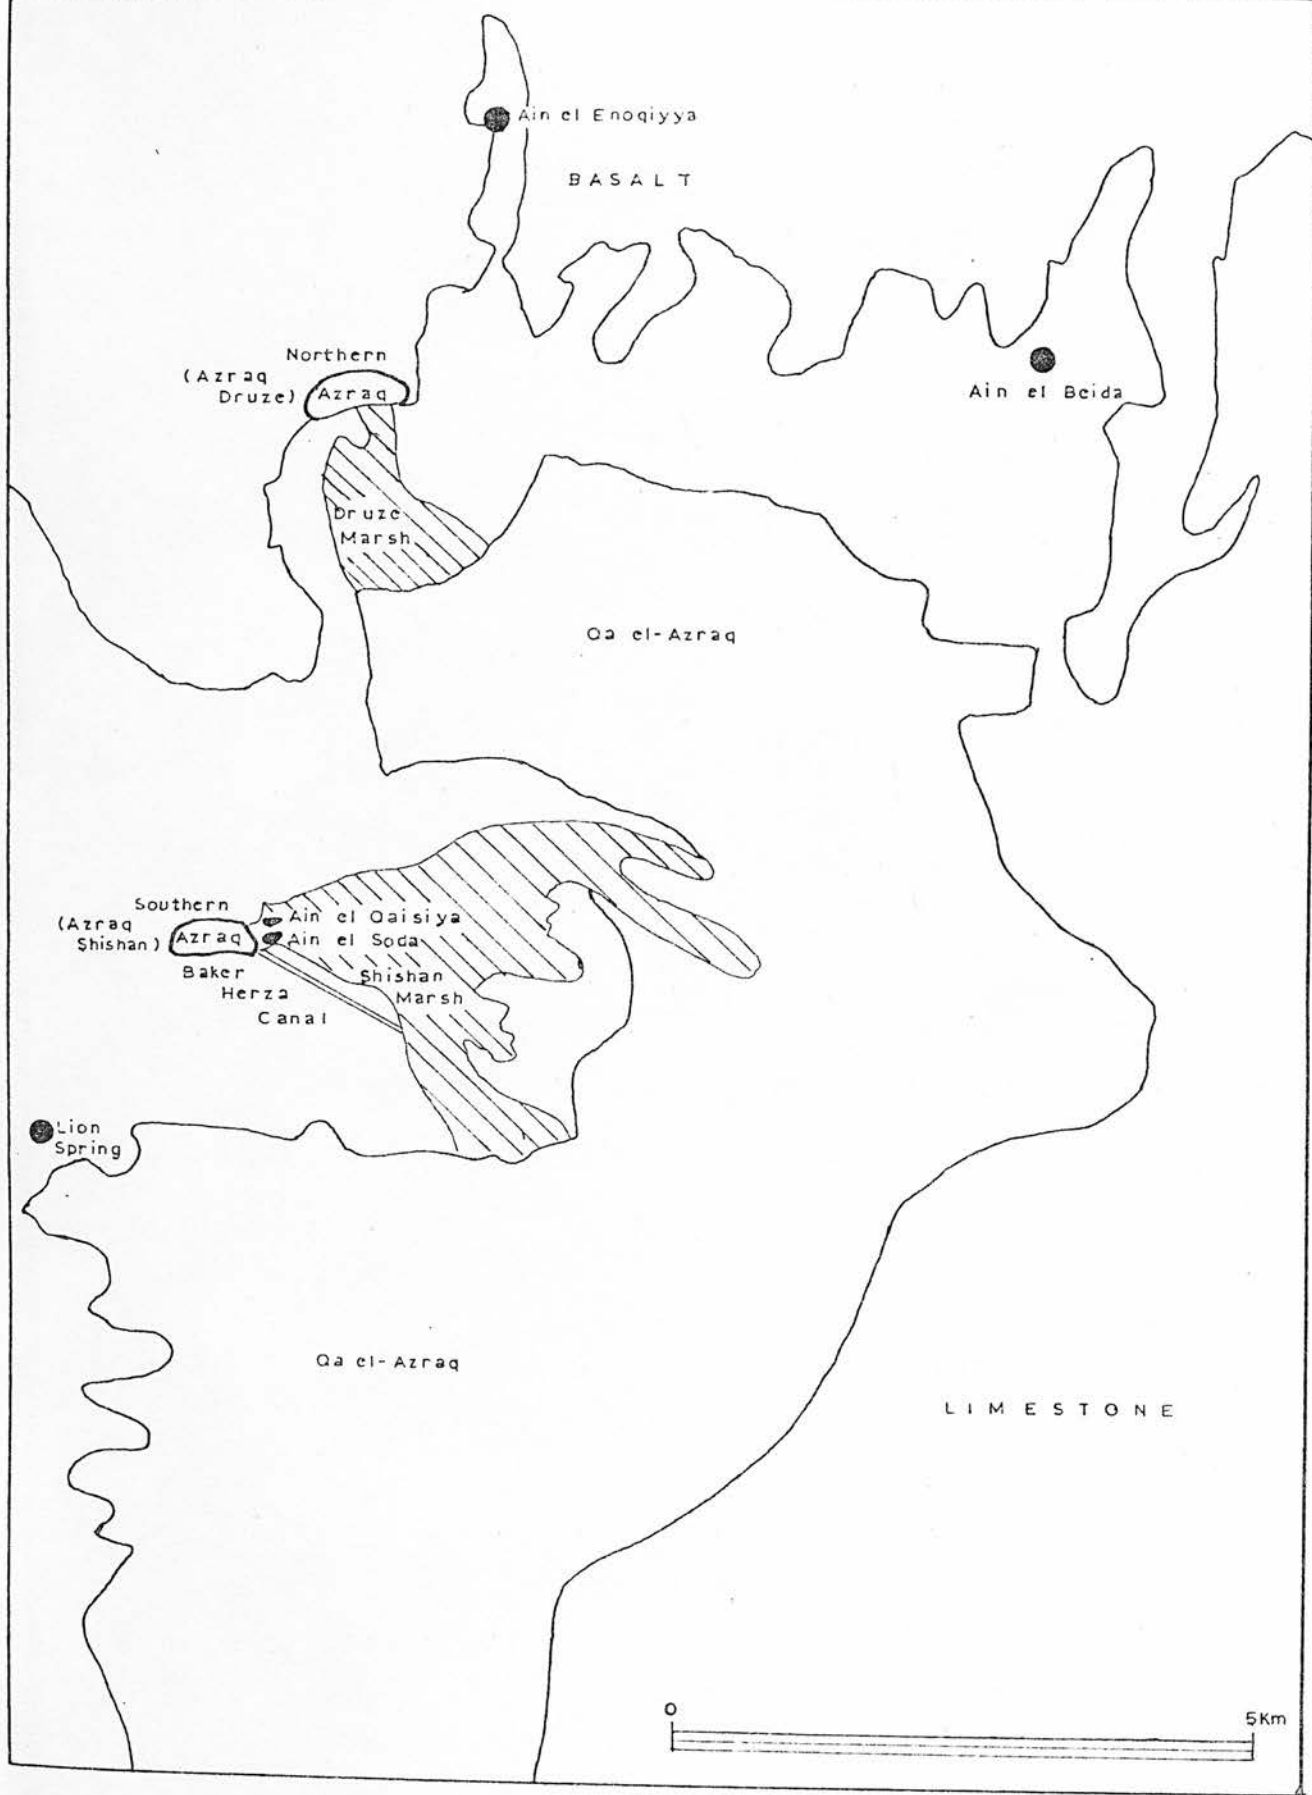 Ain el Enoqiyya
BASALT
Northern
(Azraq
Druze)
Azraq
Ain el Beida
Druze
Marsh
Qa el-Azraq
Southern
(Azraq
Shishan)
Azraq
Ain el Qaisiya
Ain el Soda
Shishan
Marsh
Baker
Herza
Canal
Lion
Spring
Qa el-Azraq
LIMESTONE
0
5Km